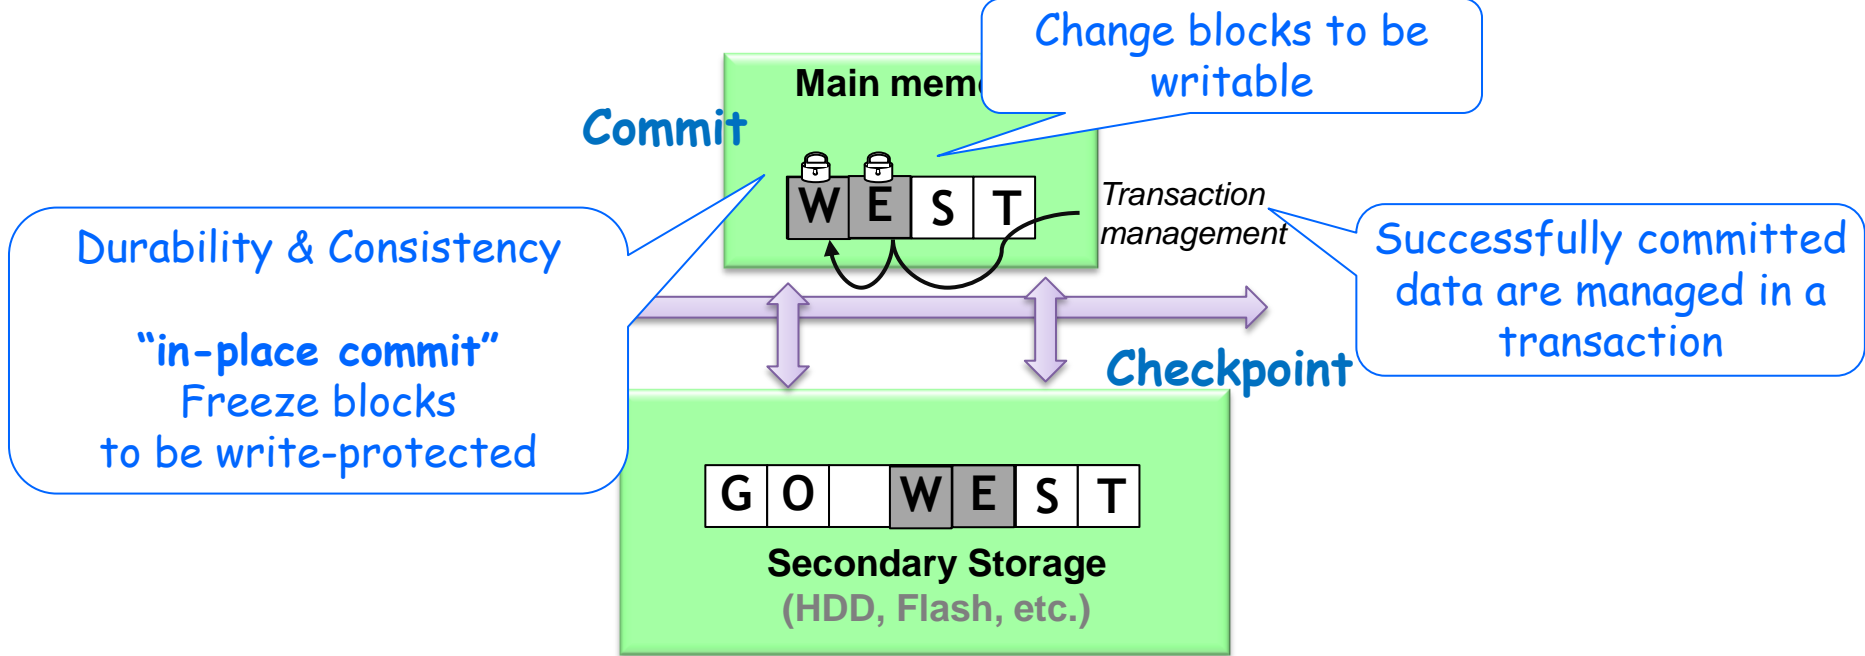 Change blocks to be
writable
Main mem
Commit
W E S T
Transaction
management
Durability & Consistency
“in-place commit”
Freeze blocks
to be write-protected
Successfully committed
data are managed in a
transaction
Checkpoint
G O W E S T
Secondary Storage
(HDD, Flash, etc.)